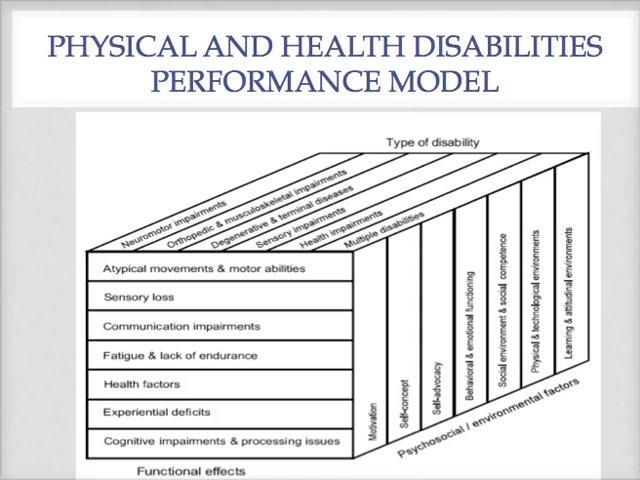 PHYSICAL AND HEALTH DISABILITIES
PERFORMANCE MODEL
Type of disability
Neuromotor impairments
Orthopedic & musculoskeletal impairments
Degenerative & terminal diseases
Sensory impairments
Health impairments
Multiple disabilities
Atypical movements & motor abilities
Sensory loss
Communication impairments
Fatigue & lack of endurance
Health factors
Experiential deficits
Cognitive impairments & processing issues
Functional effects
Motivation
Self-concept
Self-advocacy
Behavioral & emotional functioning
Social environment & social competence
Physical & technological environments
Learning & attitudinal environments
Psychosocial / environmental factors